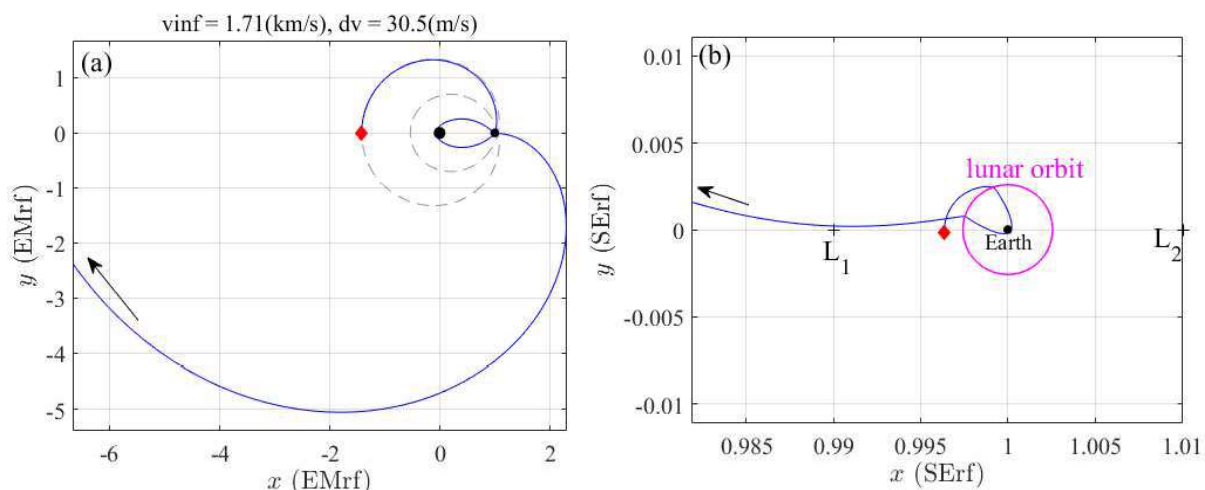 vinf = 1.71(km/s), dv = 30.5(m/s)
(a)
1
0
-1
-2
-3
-4
-5
y (EMrf)
-6
-4
-2
0
2
x (EMrf)
(b)
0.01
0.005
0
-0.005
-0.01
y (SErf)
lunar orbit
Earth
L1
L2
0.985
0.99
0.995
1
1.005
1.01
x (SErf)